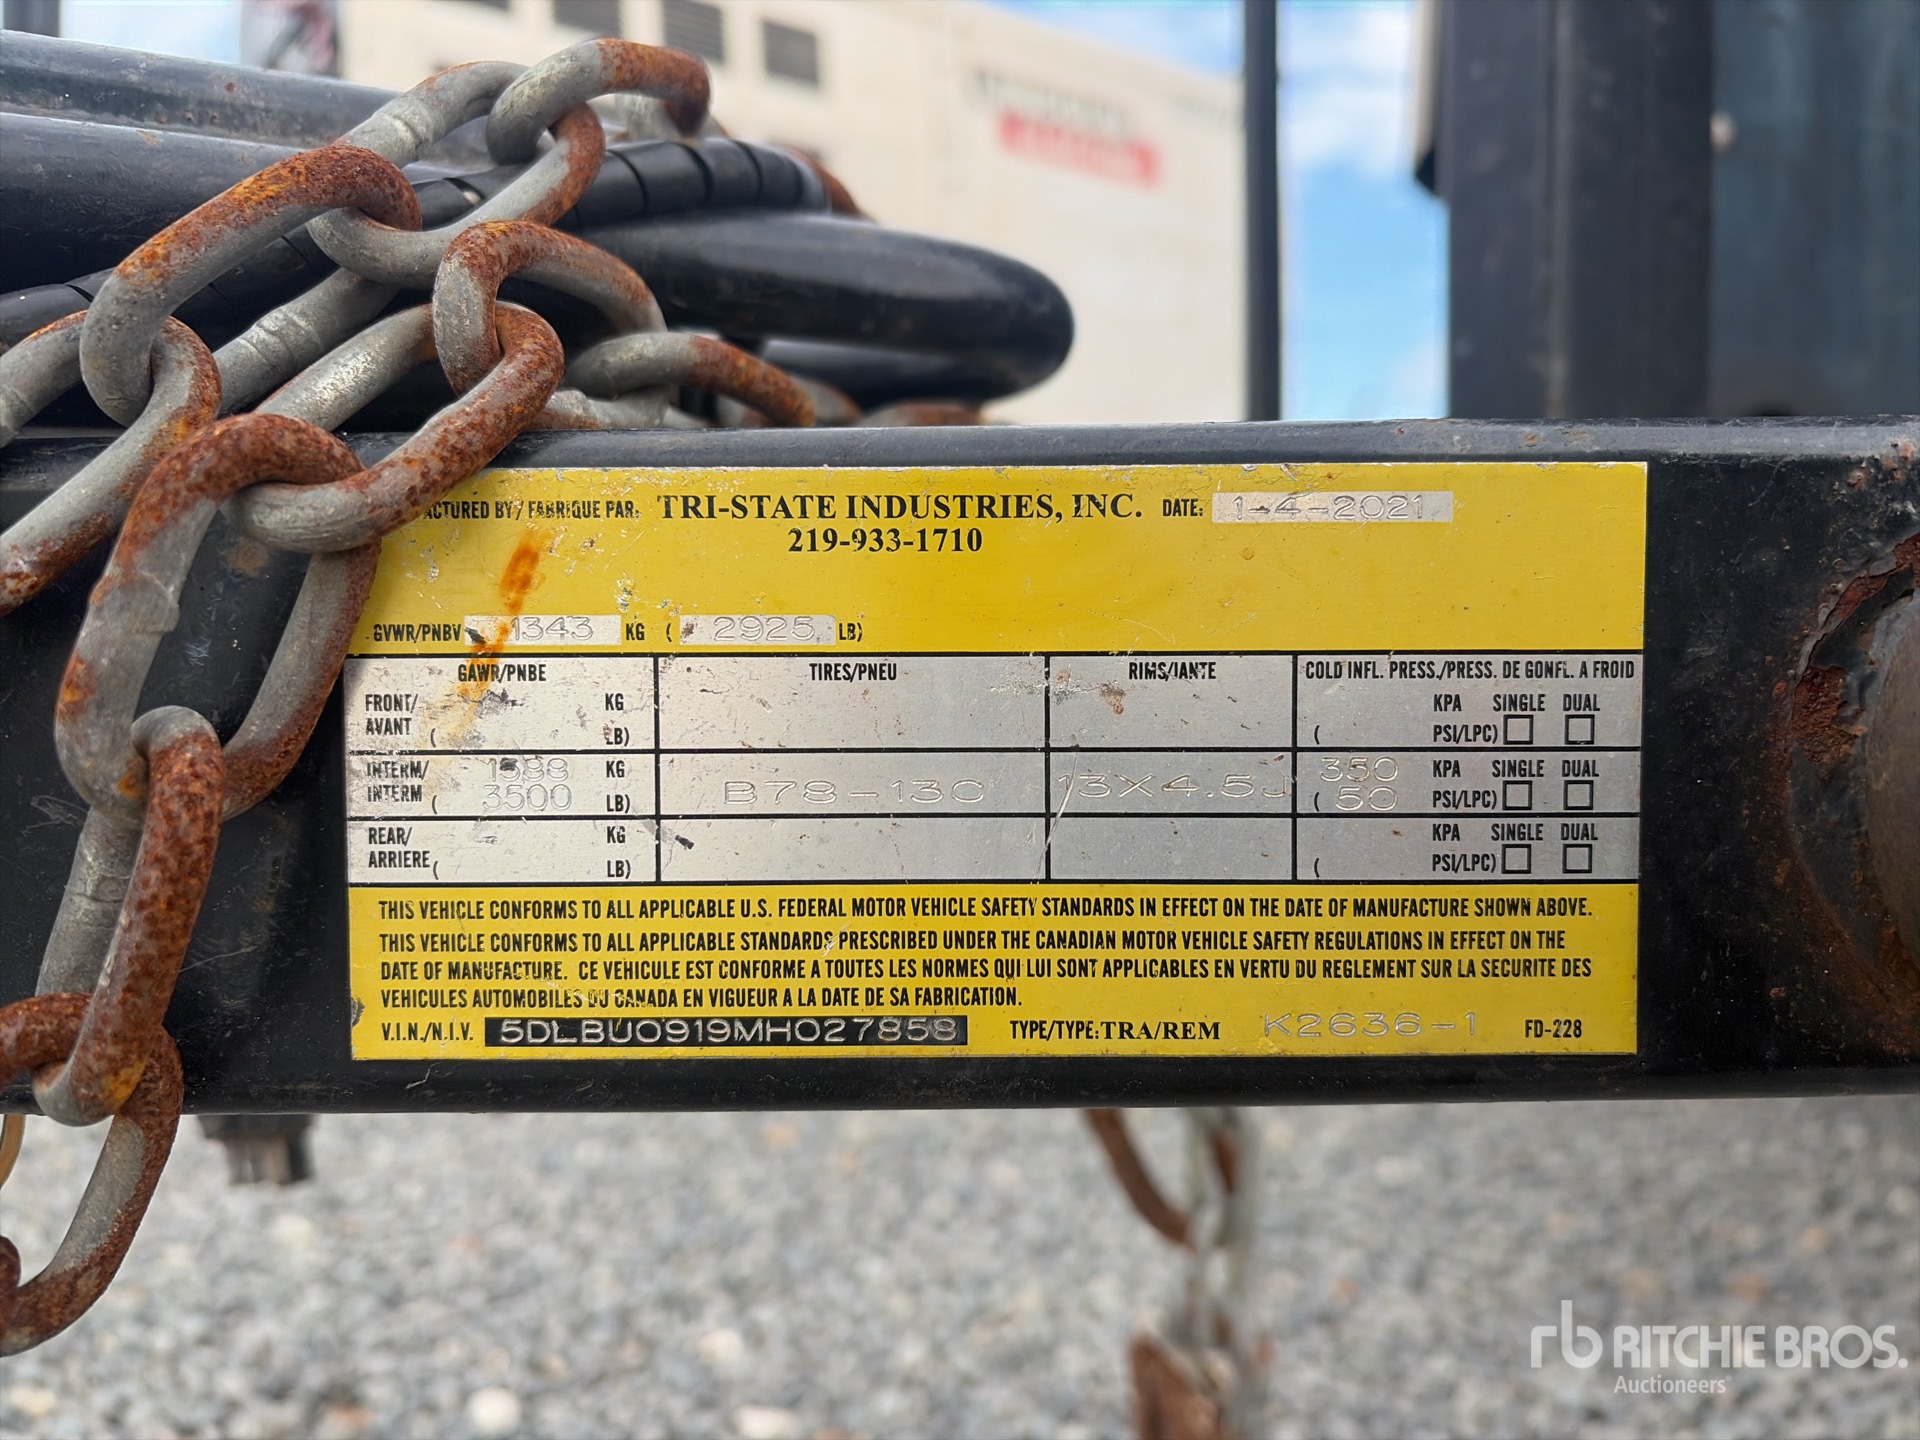 ACTURED BY/FABRIQUE PAR: TRI-STATE INDUSTRIES, INC. DATE: 1-4-2021
219-933-1710
GVWR/PNBV 1343 KG ( 2925 LB)
GAWR/PNBE TIRES/PNEU RIMS/JANTE COLD INFL. PRESS./PRESS. DE GONFL. A FROID
FRONT/ KG KPA SINGLE DUAL
AVANT ( LB) ( PSI/LPC)
INTERM/ 1588 KG B78-13C 13X4.5J 350 KPA SINGLE DUAL
INTERM ( 3500 LB) ( 50 PSI/LPC)
REAR/ KG KPA SINGLE DUAL
ARRIERE ( LB) ( PSI/LPC)
THIS VEHICLE CONFORMS TO ALL APPLICABLE U.S. FEDERAL MOTOR VEHICLE SAFETY STANDARDS IN EFFECT ON THE DATE OF MANUFACTURE SHOWN ABOVE.
THIS VEHICLE CONFORMS TO ALL APPLICABLE STANDARDS PRESCRIBED UNDER THE CANADIAN MOTOR VEHICLE SAFETY REGULATIONS IN EFFECT ON THE
DATE OF MANUFACTURE. CE VEHICULE EST CONFORME A TOUTES LES NORMES QUI LUI SONT APPLICABLES EN VERTU DU REGLEMENT SUR LA SECURITE DES
VEHICULES AUTOMOBILES DU CANADA EN VIGUEUR A LA DATE DE SA FABRICATION.
V.I.N./N.I.V. 5DLBU0919MH027858 TYPE/TYPE: TRA/REM K2636-1 FD-228
rb RITCHIE BROS.
Auctioneers